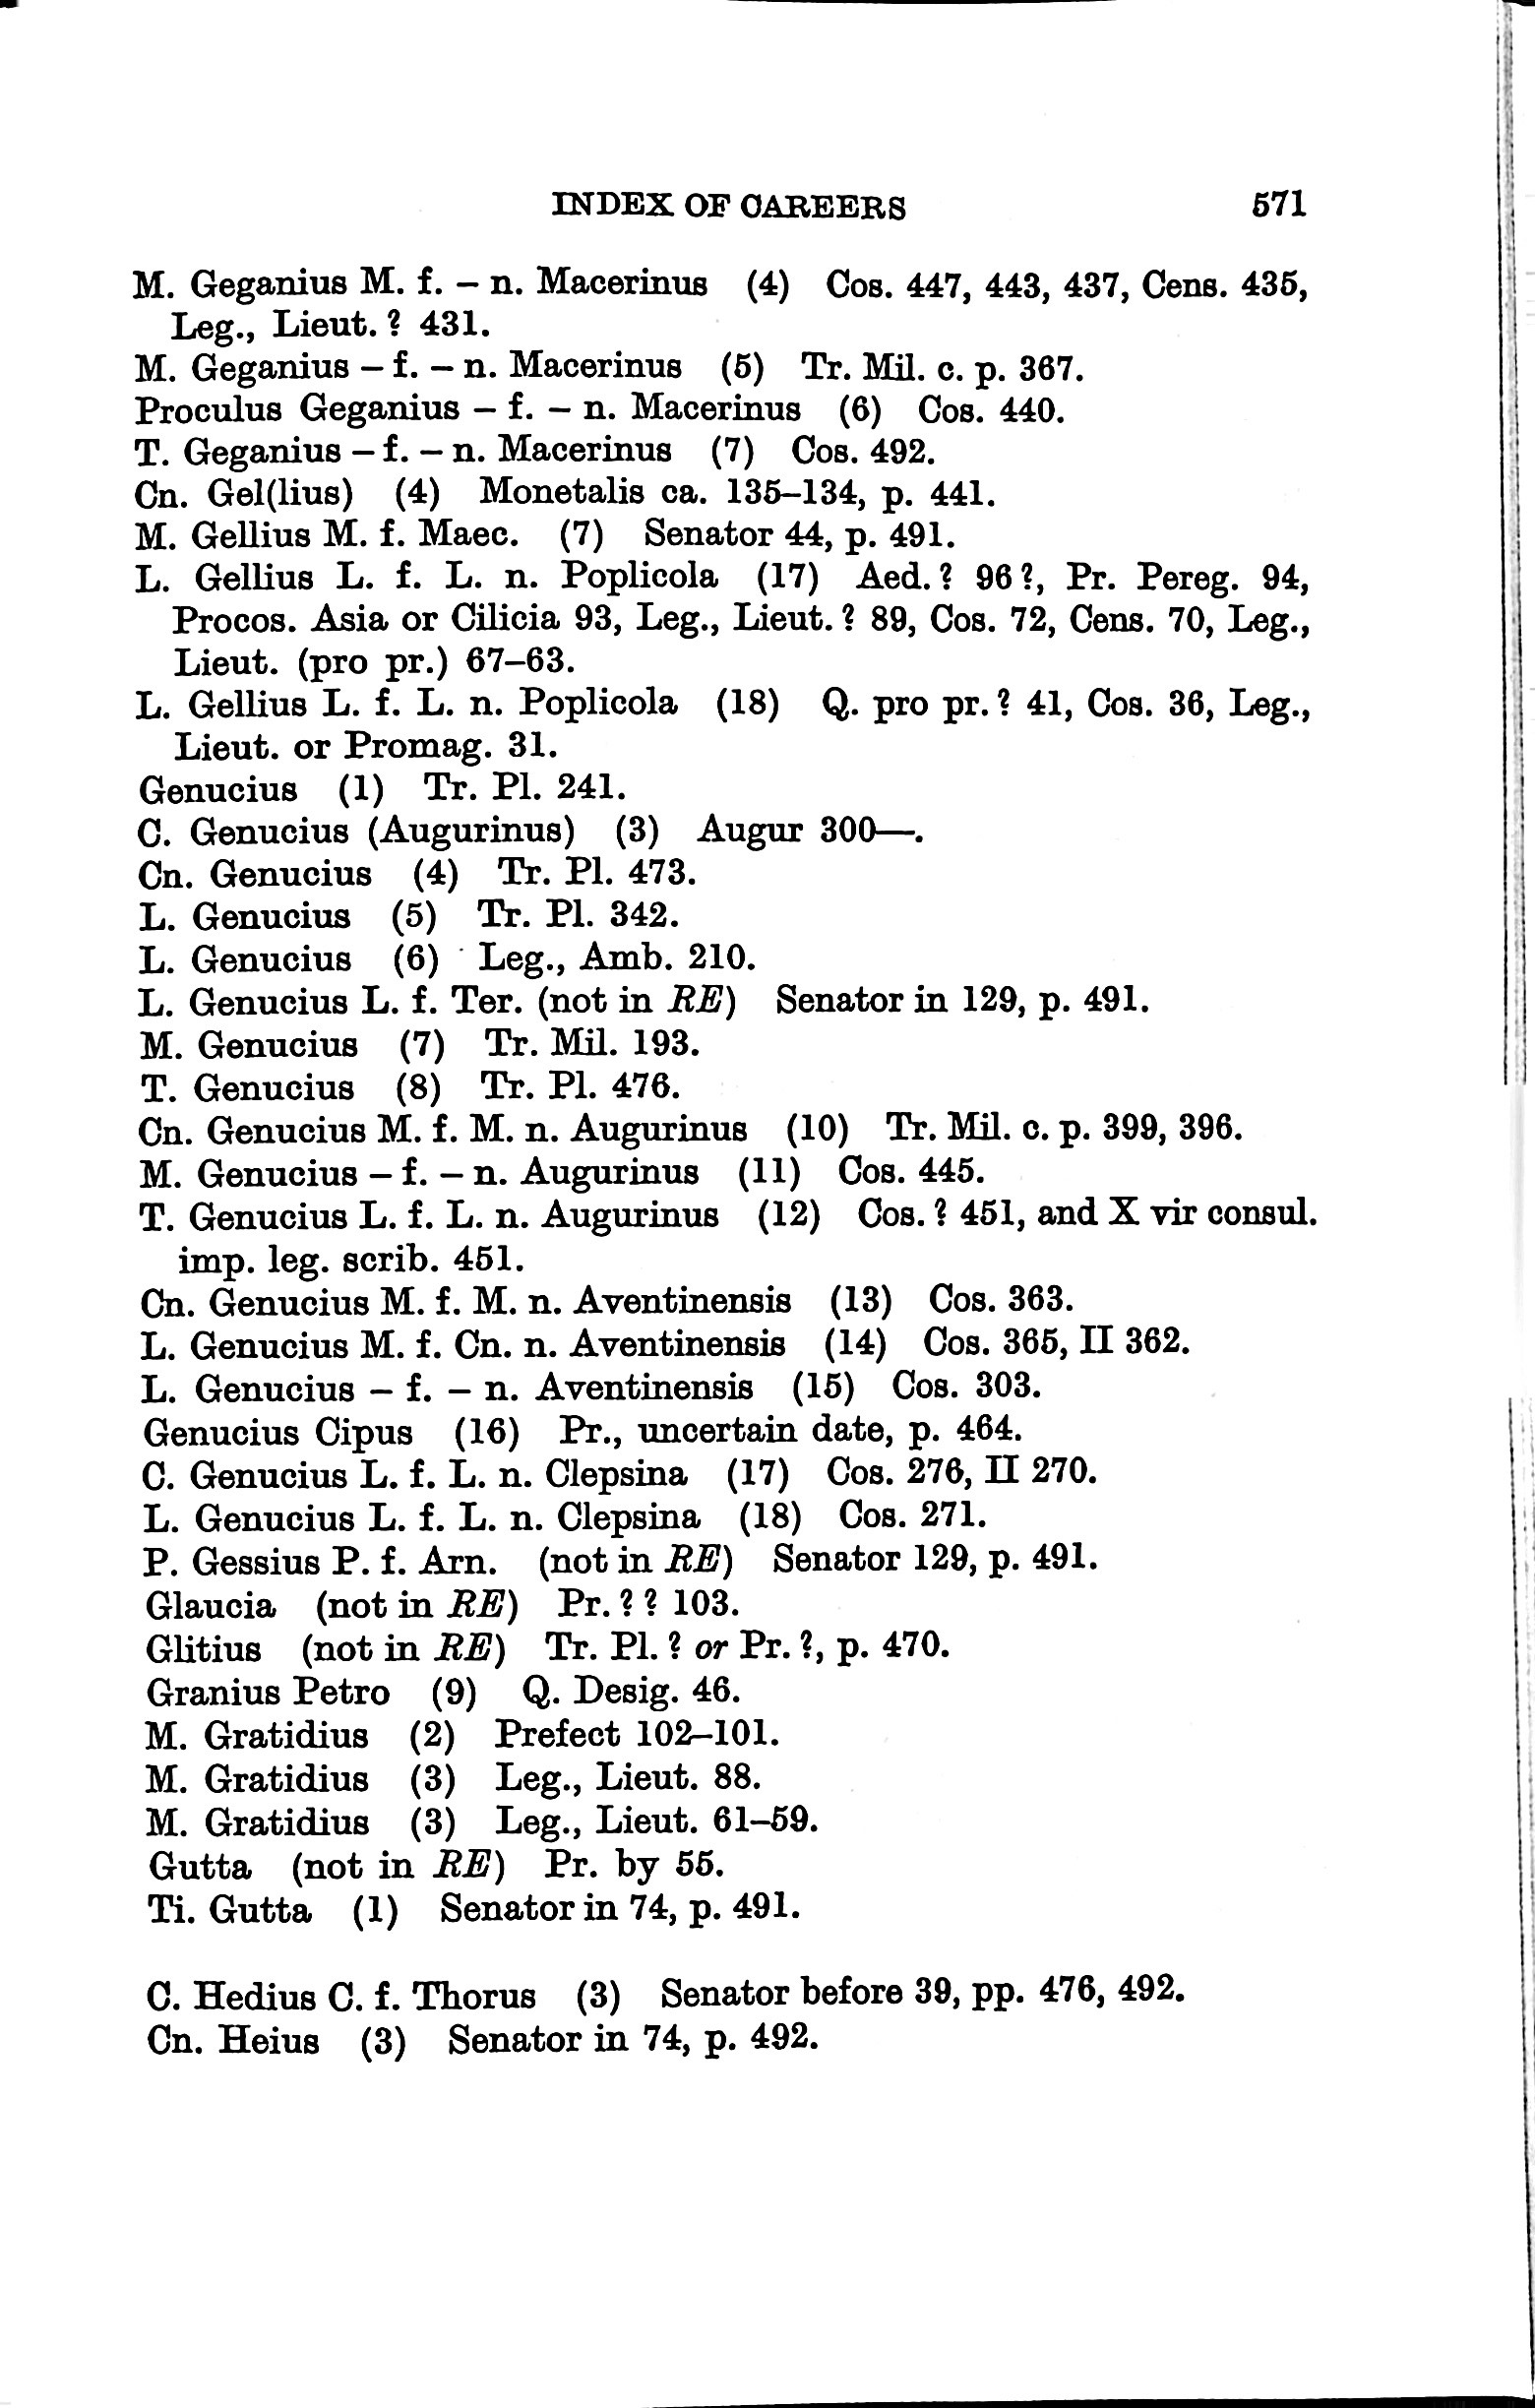 INDEX OF CAREERS 571
M. Geganius M. f. – n. Macerinus (4) Cos. 447, 443, 437, Cens. 435,
Leg., Lieut. ? 431.
M. Geganius – f. – n. Macerinus (5) Tr. Mil. c. p. 367.
Proculus Geganius – f. – n. Macerinus (6) Cos. 440.
T. Geganius – f. – n. Macerinus (7) Cos. 492.
Cn. Gel(lius) (4) Monetalis ca. 135–134, p. 441.
M. Gellius M. f. Maec. (7) Senator 44, p. 491.
L. Gellius L. f. L. n. Poplicola (17) Aed. ? 96 ?, Pr. Pereg. 94,
Procos. Asia or Cilicia 93, Leg., Lieut. ? 89, Cos. 72, Cens. 70, Leg.,
Lieut. (pro pr.) 67–63.
L. Gellius L. f. L. n. Poplicola (18) Q. pro pr. ? 41, Cos. 36, Leg.,
Lieut. or Promag. 31.
Genucius (1) Tr. Pl. 241.
C. Genucius (Augurinus) (3) Augur 300—.
Cn. Genucius (4) Tr. Pl. 473.
L. Genucius (5) Tr. Pl. 342.
L. Genucius (6) Leg., Amb. 210.
L. Genucius L. f. Ter. (not in RE) Senator in 129, p. 491.
M. Genucius (7) Tr. Mil. 193.
T. Genucius (8) Tr. Pl. 476.
Cn. Genucius M. f. M. n. Augurinus (10) Tr. Mil. c. p. 399, 396.
M. Genucius – f. – n. Augurinus (11) Cos. 445.
T. Genucius L. f. L. n. Augurinus (12) Cos. ? 451, and X vir consul.
imp. leg. scrib. 451.
Cn. Genucius M. f. M. n. Aventinensis (13) Cos. 363.
L. Genucius M. f. Cn. n. Aventinensis (14) Cos. 365, II 362.
L. Genucius – f. – n. Aventinensis (15) Cos. 303.
Genucius Cipus (16) Pr., uncertain date, p. 464.
C. Genucius L. f. L. n. Clepsina (17) Cos. 276, II 270.
L. Genucius L. f. L. n. Clepsina (18) Cos. 271.
P. Gessius P. f. Arn. (not in RE) Senator 129, p. 491.
Glaucia (not in RE) Pr. ? ? 103.
Glitius (not in RE) Tr. Pl. ? or Pr. ?, p. 470.
Granius Petro (9) Q. Desig. 46.
M. Gratidius (2) Prefect 102–101.
M. Gratidius (3) Leg., Lieut. 88.
M. Gratidius (3) Leg., Lieut. 61–59.
Gutta (not in RE) Pr. by 55.
Ti. Gutta (1) Senator in 74, p. 491.
C. Hedius C. f. Thorus (3) Senator before 39, pp. 476, 492.
Cn. Heius (3) Senator in 74, p. 492.